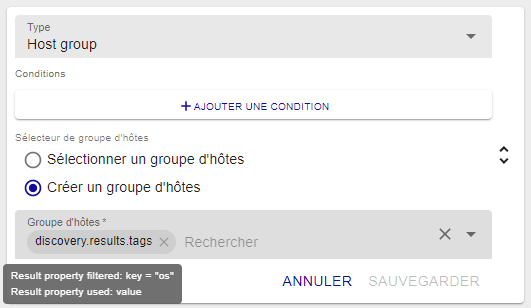 Type
Host group
Conditions
+ AJOUTER UNE CONDITION
Sélecteur de groupe d'hôtes
Sélectionner un groupe d'hôtes
Créer un groupe d'hôtes
Groupe d'hôtes *
discovery.results.tags Rechercher
Result property filtered: key = "os"
Result property used: value
ANNULER SAUVEGARDER